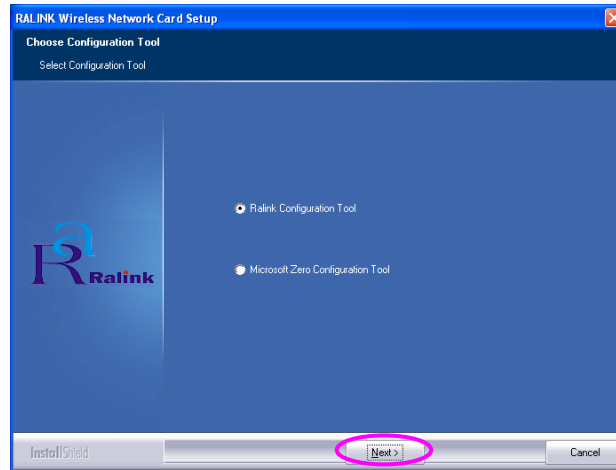 RALINK Wireless Network Card Setup
Choose Configuration Tool
Select Configuration Tool
Ralink Configuration Tool
Microsoft Zero Configuration Tool
Ra
Ralink
InstallShield
Next >
Cancel